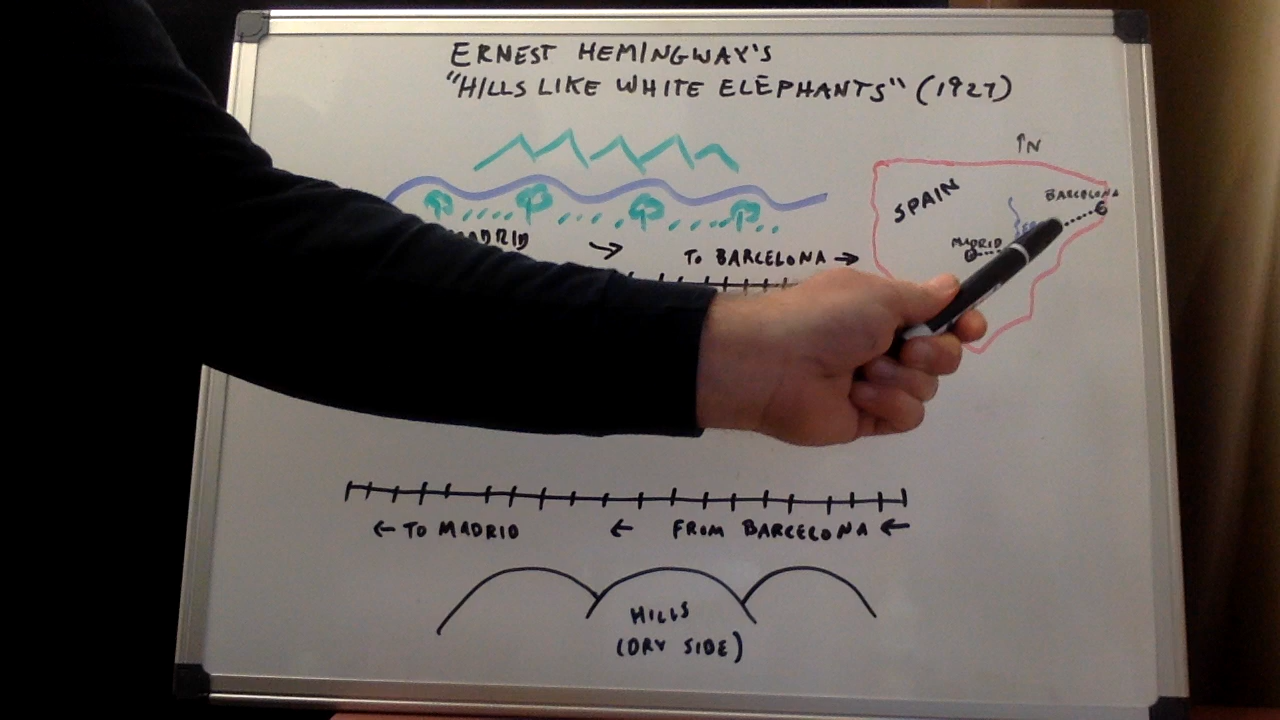 ERNEST HEMINGWAY'S
"HILLS LIKE WHITE ELEPHANTS" (1927)
↑N
SPAIN
BARCELONA
MADRID
MADRID →
TO BARCELONA →
← TO MADRID ← FROM BARCELONA ←
HILLS
(DRY SIDE)